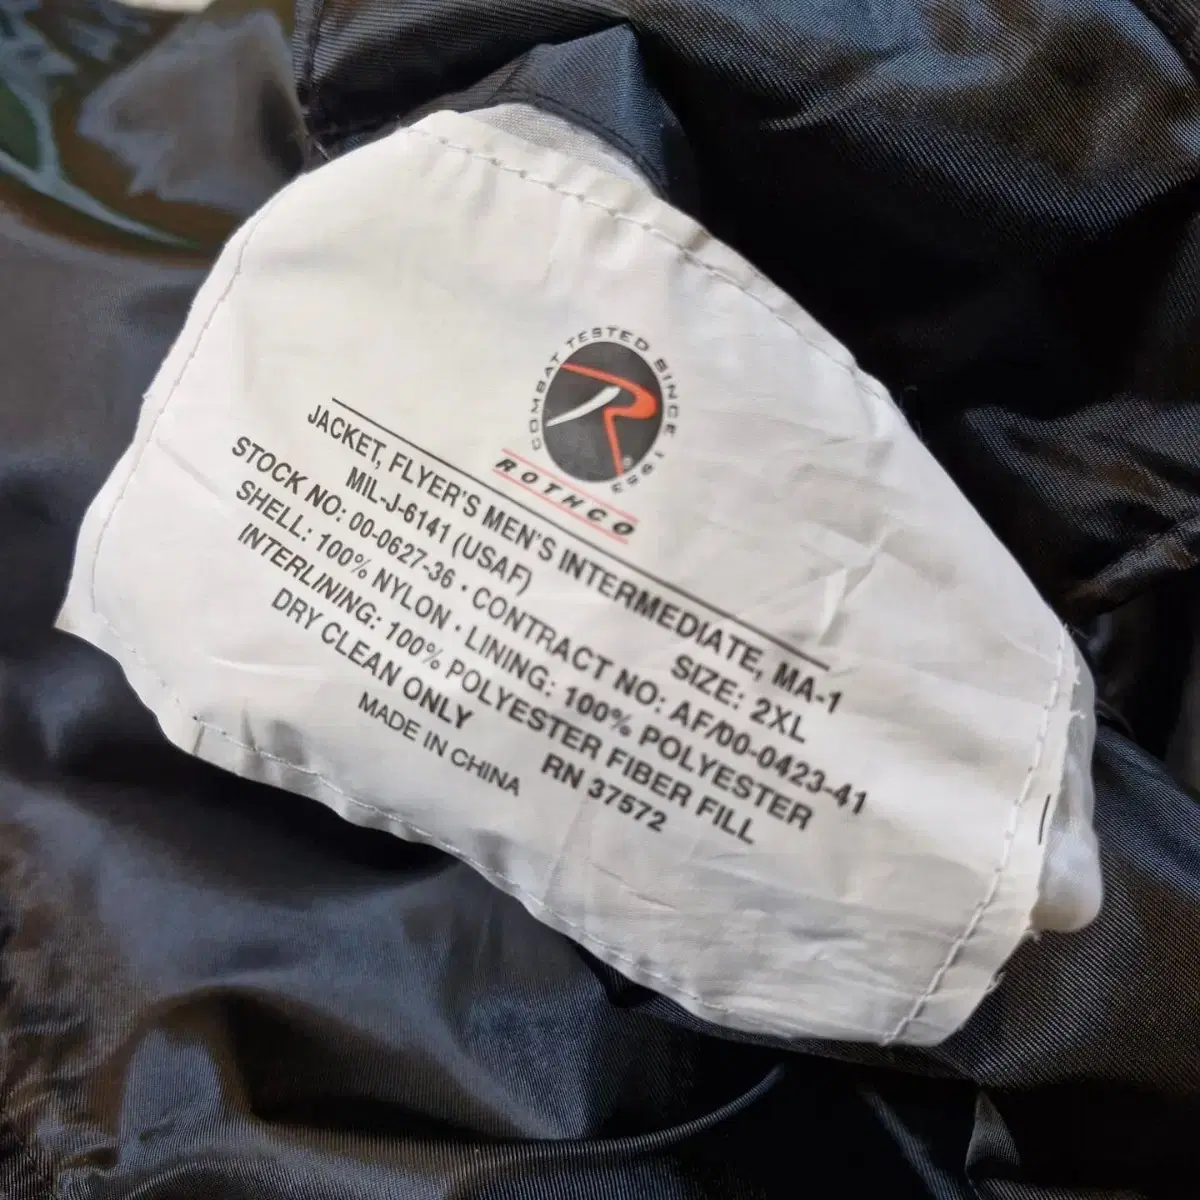 COMBAT TESTED SINCE 1953
R
®
ROTHCO
JACKET, FLYER'S MEN'S INTERMEDIATE, MA-1
MIL-J-6141 (USAF) SIZE: 2XL
STOCK NO: 00-0627-36 · CONTRACT NO: AF/00-0423-41
SHELL: 100% NYLON · LINING: 100% POLYESTER
INTERLINING: 100% POLYESTER FIBER FILL
DRY CLEAN ONLY RN 37572
MADE IN CHINA